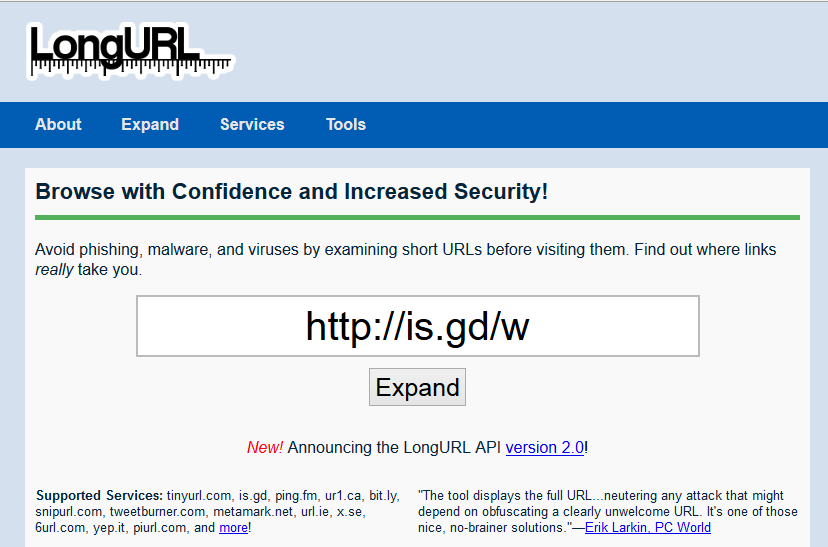 LongURL
About Expand Services Tools
Browse with Confidence and Increased Security!
Avoid phishing, malware, and viruses by examining short URLs before visiting them. Find out where links
really take you.
http://is.gd/w
Expand
New! Announcing the LongURL API version 2.0!
Supported Services: tinyurl.com, is.gd, ping.fm, ur1.ca, bit.ly,
snipurl.com, tweetburner.com, metamark.net, url.ie, x.se,
6url.com, yep.it, piurl.com, and more!
"The tool displays the full URL...neutering any attack that might
depend on obfuscating a clearly unwelcome URL. It's one of those
nice, no-brainer solutions."—Erik Larkin, PC World